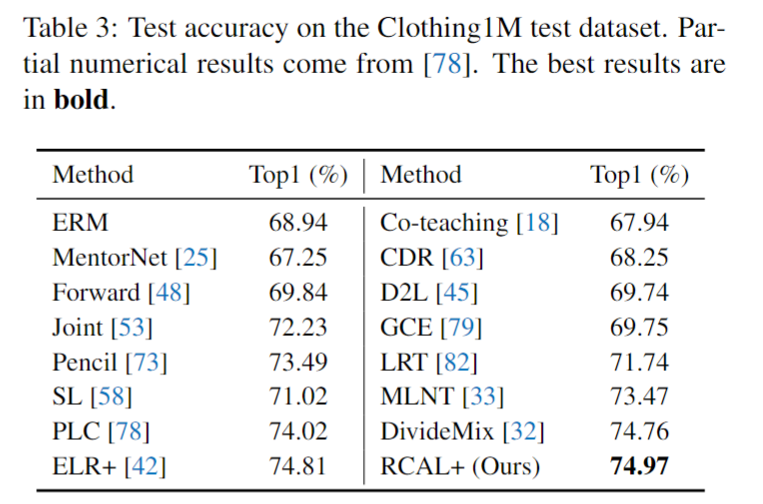 Table 3: Test accuracy on the Clothing1M test dataset. Par-
tial numerical results come from [78]. The best results are
in bold.
Method Top1 (%) Method Top1 (%)
ERM 68.94 Co-teaching [18] 67.94
MentorNet [25] 67.25 CDR [63] 68.25
Forward [48] 69.84 D2L [45] 69.74
Joint [53] 72.23 GCE [79] 69.75
Pencil [73] 73.49 LRT [82] 71.74
SL [58] 71.02 MLNT [33] 73.47
PLC [78] 74.02 DivideMix [32] 74.76
ELR+ [42] 74.81 RCAL+ (Ours) 74.97